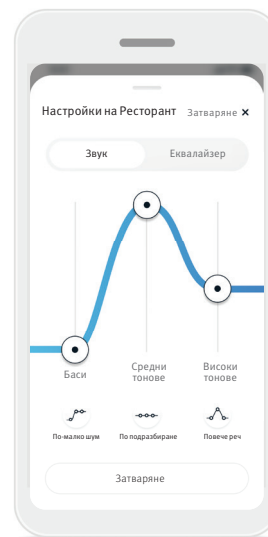 Настройки на Ресторант Затваряне ×
Звук Еквалайзер
Баси
Средни
тонове
Високи
тонове
По-малко шум По подразбиране Повече реч
Затваряне